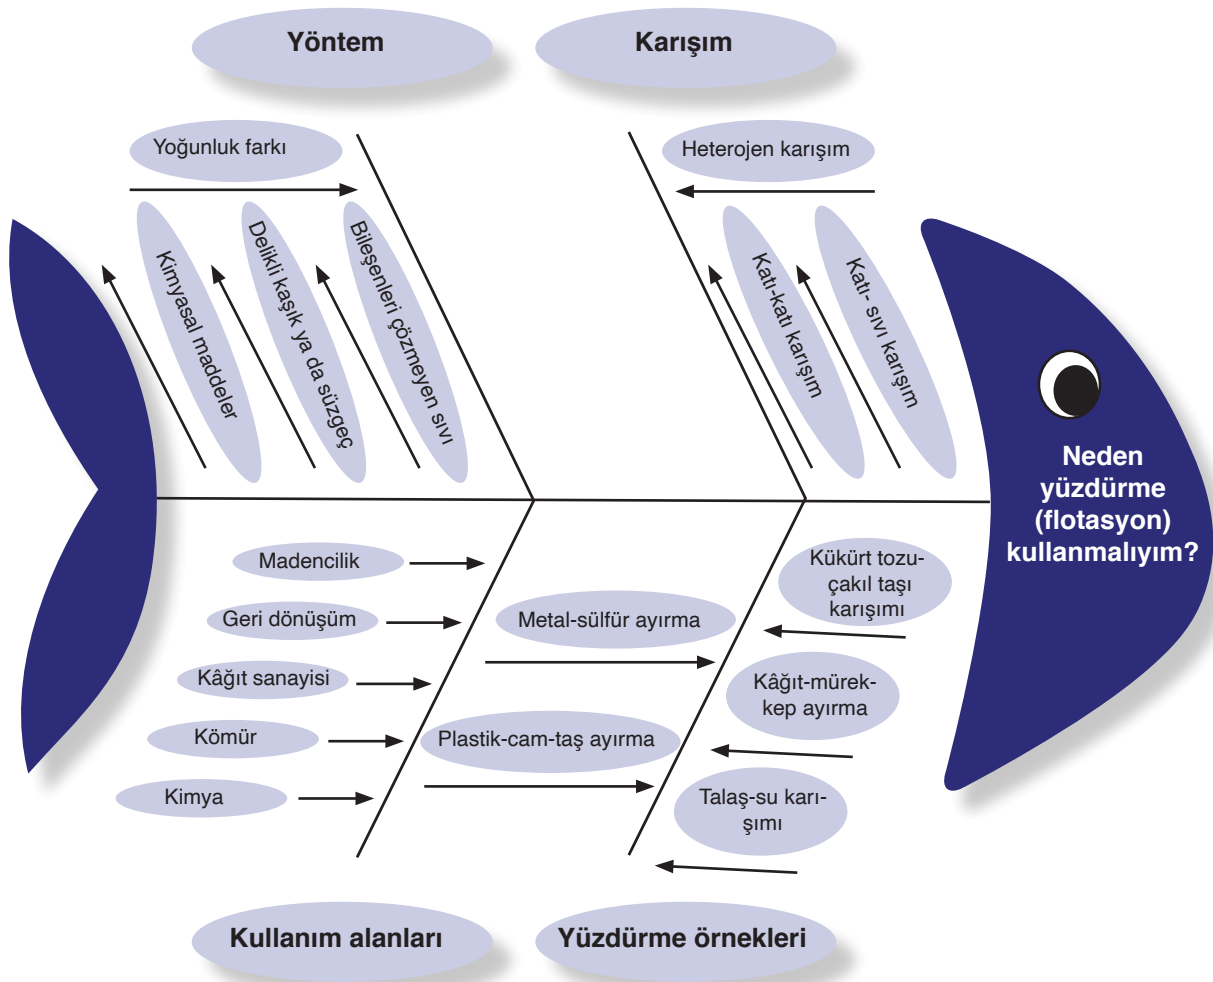 Yöntem
Karışım
Yoğunluk farkı
Kimyasal maddeler
Delikli kaşık ya da süzgeç
Bileşenleri çözmeyen sıvı
Heterojen karışım
Katı-katı karışım
Katı- sıvı karışım
Neden
yüzdürme
(flotasyon)
kullanmalıyım?
Madencilik
Geri dönüşüm
Kâğıt sanayisi
Kömür
Kimya
Metal-sülfür ayırma
Plastik-cam-taş ayırma
Kükürt tozu-
çakıl taşı
karışımı
Kâğıt-mürek-
kep ayırma
Talaş-su karı-
şımı
Kullanım alanları
Yüzdürme örnekleri